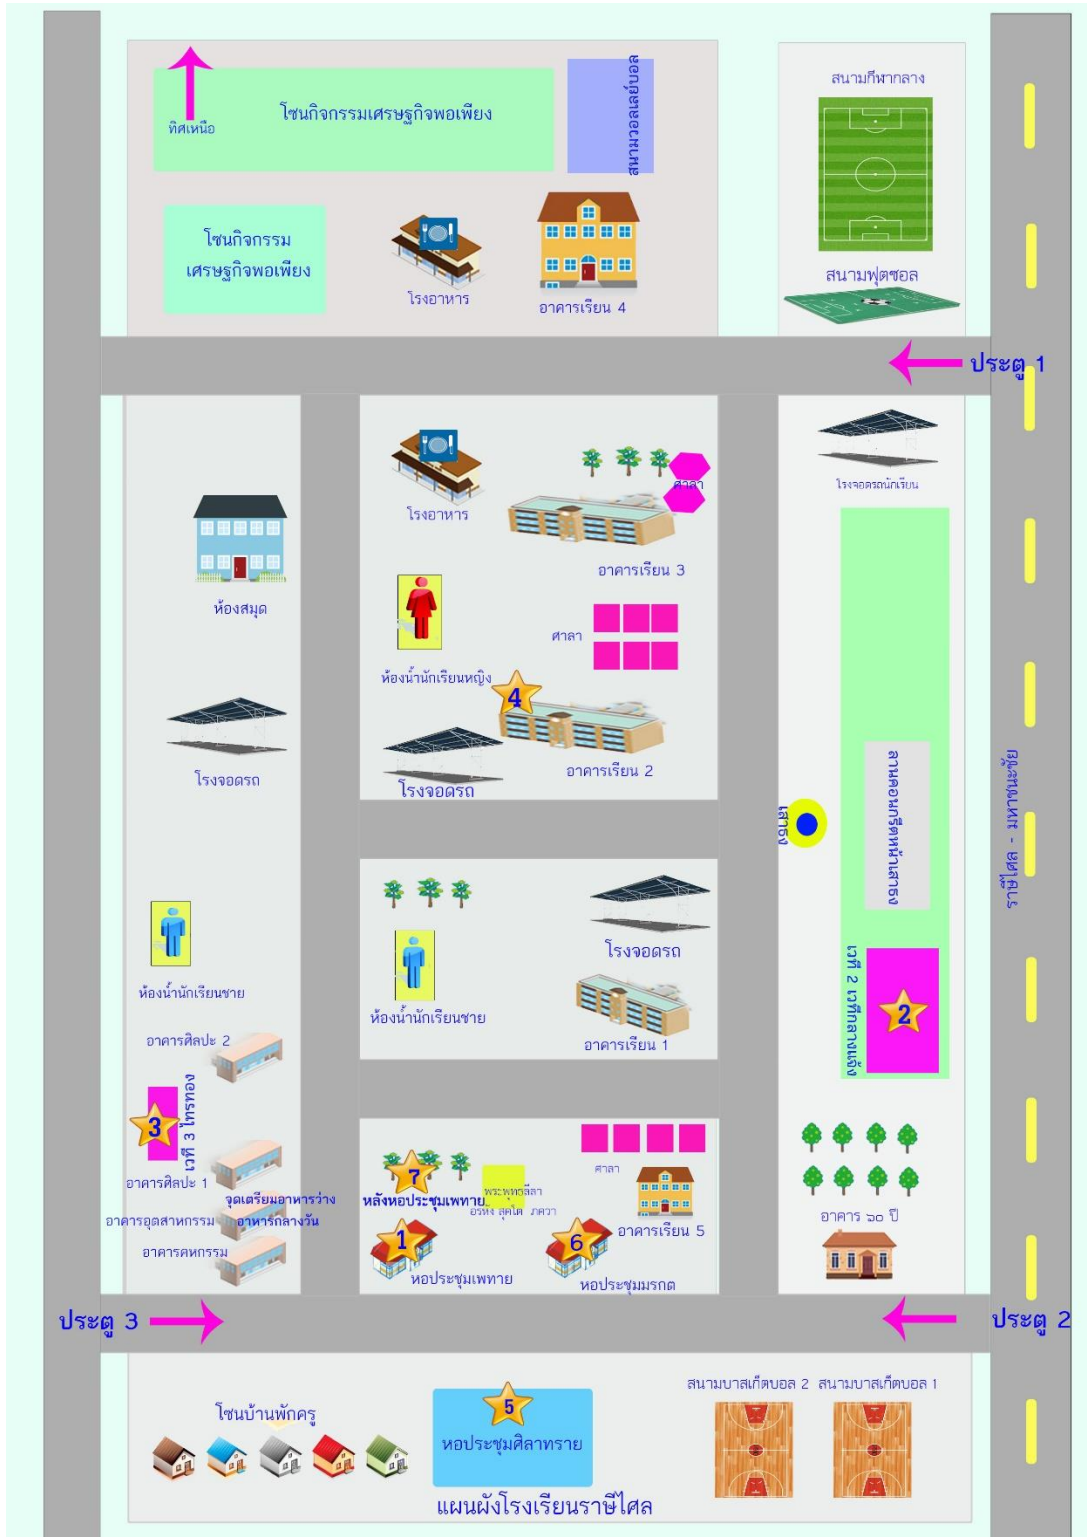 ทิศเหนือ
โซนกิจกรรมเศรษฐกิจพอเพียง
สนามวอลเลย์บอล
สนามกีฬากลาง
โซนกิจกรรม
เศรษฐกิจพอเพียง
โรงอาหาร
อาคารเรียน 4
สนามฟุตซอล
ประตู 1
โรงอาหาร
ศาลา
อาคารเรียน 3
โรงจอดรถนักเรียน
ห้องสมุด
ห้องน้ำนักเรียนหญิง
ศาลา
4
โรงจอดรถ
โรงจอดรถ
อาคารเรียน 2
เสาธง
ลานคอนกรีตหน้าเสาธง
ราษีไศล - มหาชนะชัย
ห้องน้ำนักเรียนชาย
ห้องน้ำนักเรียนชาย
โรงจอดรถ
อาคารเรียน 1
เวที 2 เวทีกลางแจ้ง
2
อาคารศิลปะ 2
3
เวที 3 ไทรทอง
อาคารศิลปะ 1
จุดเตรียมอาหารว่าง
อาหารกลางวัน
อาคารอุตสาหกรรม
อาคารคหกรรม
7
หลังหอประชุมเพทาย
พระพุทธลีลา
อรหัง สุคโต ภควา
ศาลา
อาคารเรียน 5
1
หอประชุมเพทาย
6
หอประชุมมรกต
อาคาร ๖๐ ปี
ประตู 3
ประตู 2
โซนบ้านพักครู
5
หอประชุมศิลาทราย
สนามบาสเก็ตบอล 2
สนามบาสเก็ตบอล 1
แผนผังโรงเรียนราษีไศล